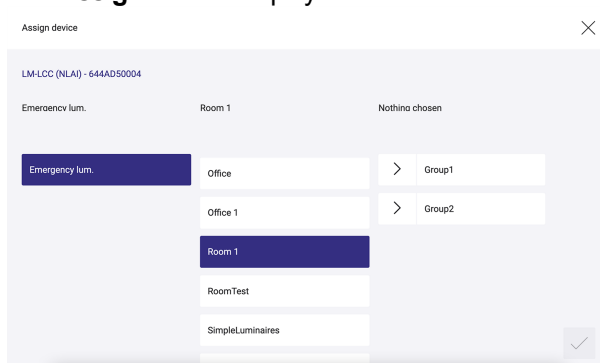 Assign device
LM-LCC (NLAI) - 644AD50004
Emergency lum.
Room 1
Nothing chosen
Emergency lum.
Office
Office 1
Room 1
RoomTest
SimpleLuminaires
Group1
Group2